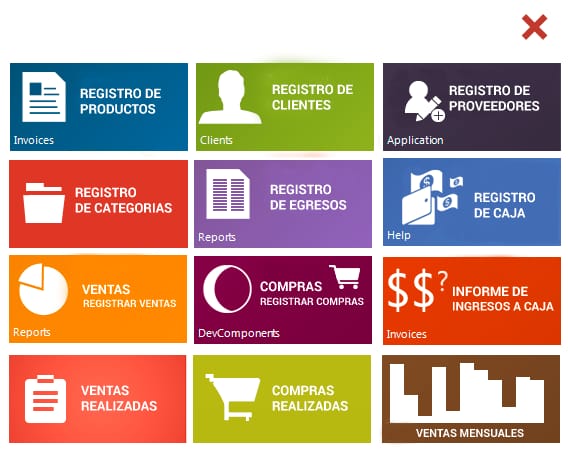 REGISTRO DE
PRODUCTOS
Invoices
REGISTRO DE
CLIENTES
Clients
REGISTRO DE
PROVEEDORES
Application
REGISTRO
DE CATEGORIAS
REGISTRO
DE EGRESOS
Reports
$
$
$
REGISTRO
DE CAJA
Help
VENTAS
REGISTRAR VENTAS
Reports
COMPRAS
REGISTRAR COMPRAS
DevComponents
$$?
INFORME DE
INGRESOS A CAJA
Invoices
VENTAS
REALIZADAS
COMPRAS
REALIZADAS
VENTAS MENSUALES